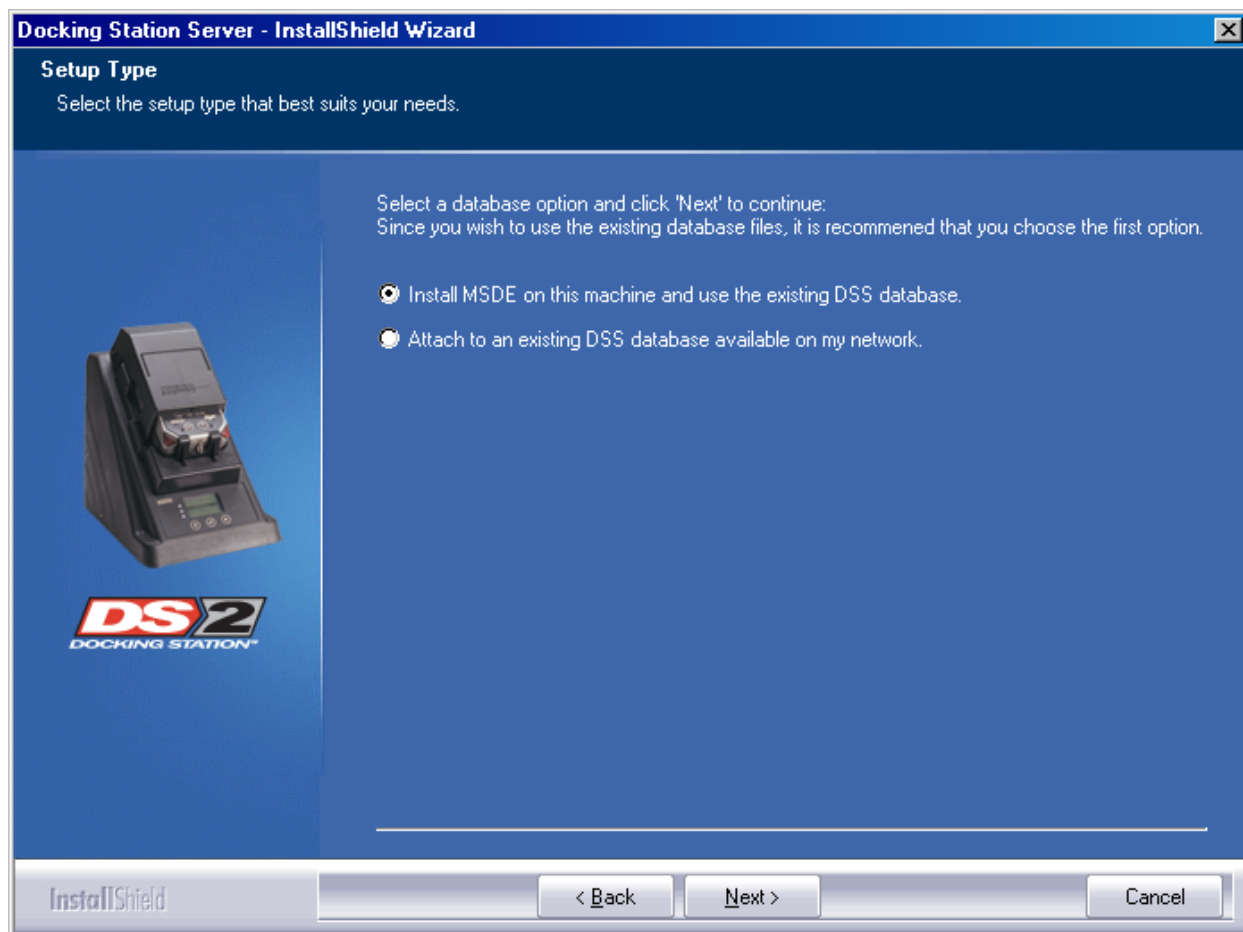 Docking Station Server - InstallShield Wizard
Setup Type
Select the setup type that best suits your needs.
Select a database option and click 'Next' to continue:
Since you wish to use the existing database files, it is recommened that you choose the first option.
Install MSDE on this machine and use the existing DSS database.
Attach to an existing DSS database available on my network.
DS2
DOCKING STATION™
InstallShield
< Back
Next >
Cancel